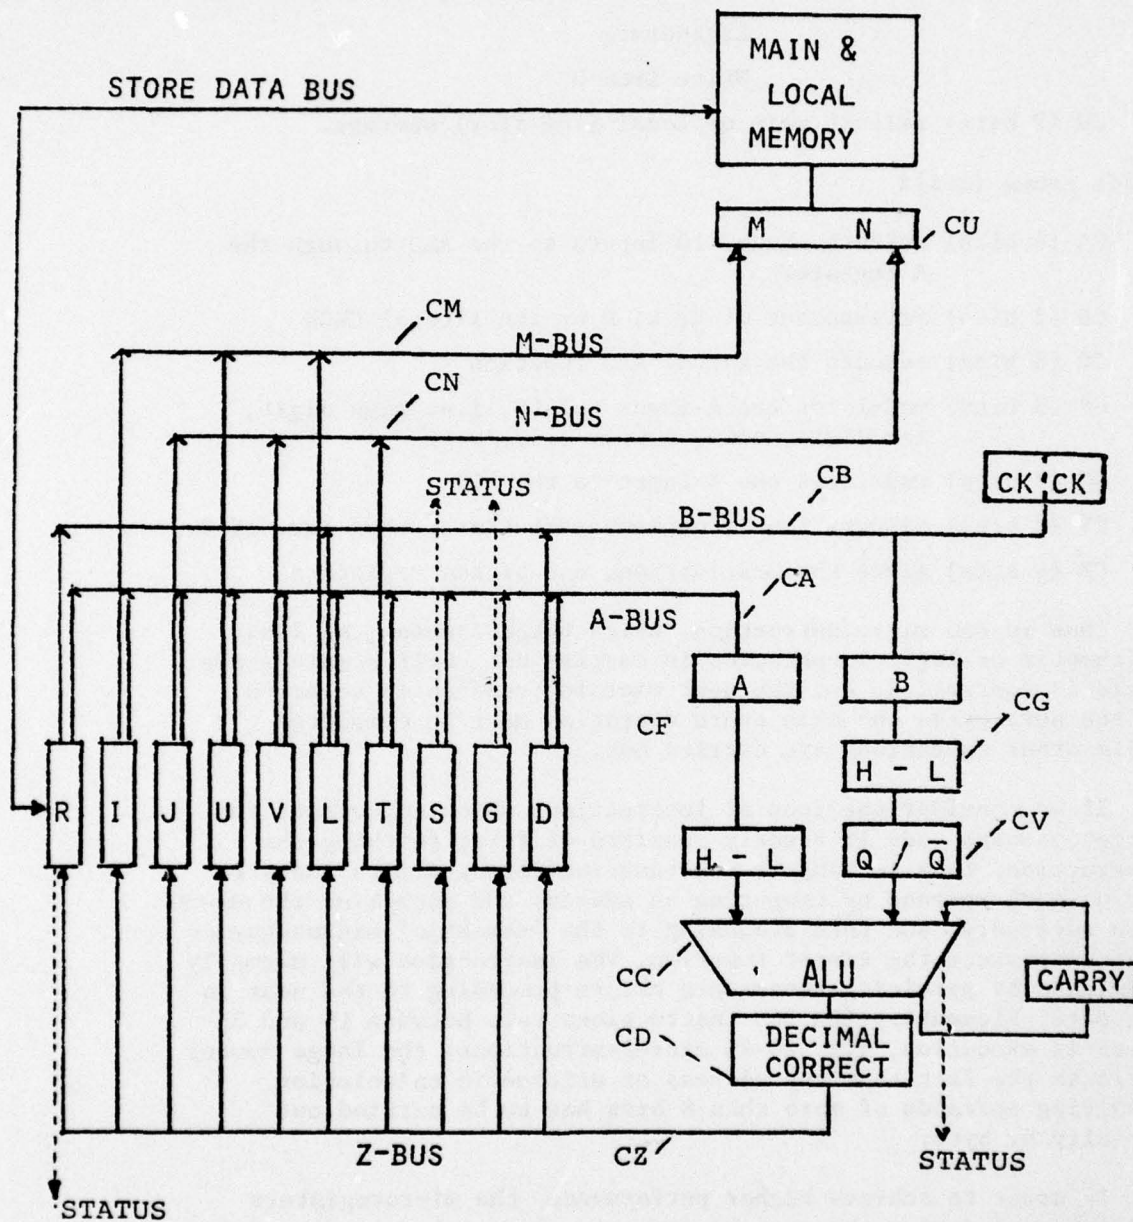 MAIN &
LOCAL
MEMORY
STORE DATA BUS
M N CU
CM
M-BUS
CN
N-BUS
STATUS
CB
CK CK
B-BUS
CA
A-BUS
A B
CF CG
H - L
R I J U V L T S G D
H - Q / Q̅ CV
CC ALU
CARRY
CD DECIMAL
CORRECT
Z-BUS CZ STATUS
STATUS